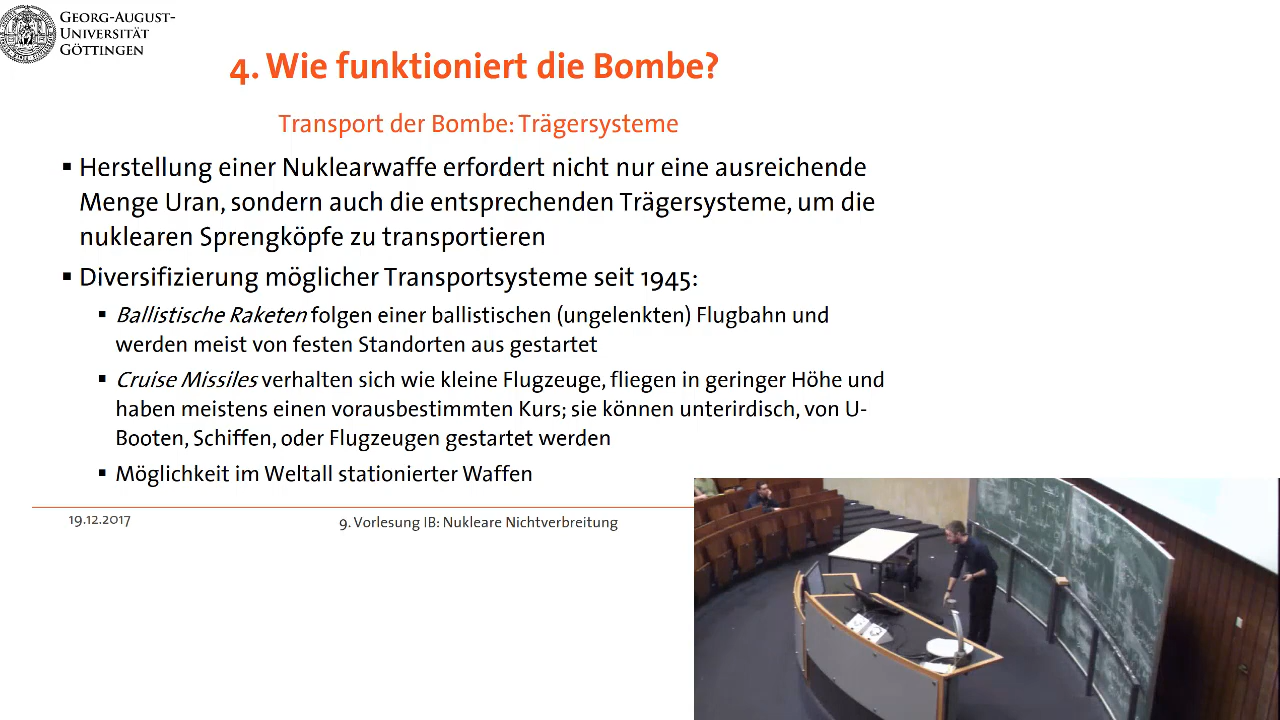 GEORG-AUGUST-
UNIVERSITÄT
GÖTTINGEN
4. Wie funktioniert die Bombe?
Transport der Bombe: Trägersysteme
▪ Herstellung einer Nuklearwaffe erfordert nicht nur eine ausreichende
Menge Uran, sondern auch die entsprechenden Trägersysteme, um die
nuklearen Sprengköpfe zu transportieren
▪ Diversifizierung möglicher Transportsysteme seit 1945:
▪ Ballistische Raketen folgen einer ballistischen (ungelenkten) Flugbahn und
werden meist von festen Standorten aus gestartet
▪ Cruise Missiles verhalten sich wie kleine Flugzeuge, fliegen in geringer Höhe und
haben meistens einen vorausbestimmten Kurs; sie können unterirdisch, von U-
Booten, Schiffen, oder Flugzeugen gestartet werden
▪ Möglichkeit im Weltall stationierter Waffen
19.12.2017
9. Vorlesung IB: Nukleare Nichtverbreitung